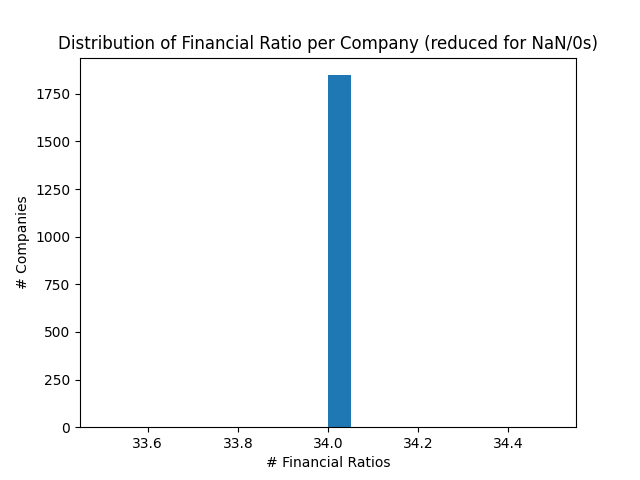 Distribution of Financial Ratio per Company (reduced for NaN/0s)
1750
1500
1250
1000
750
500
250
0
# Companies
33.6 33.8 34.0 34.2 34.4
# Financial Ratios